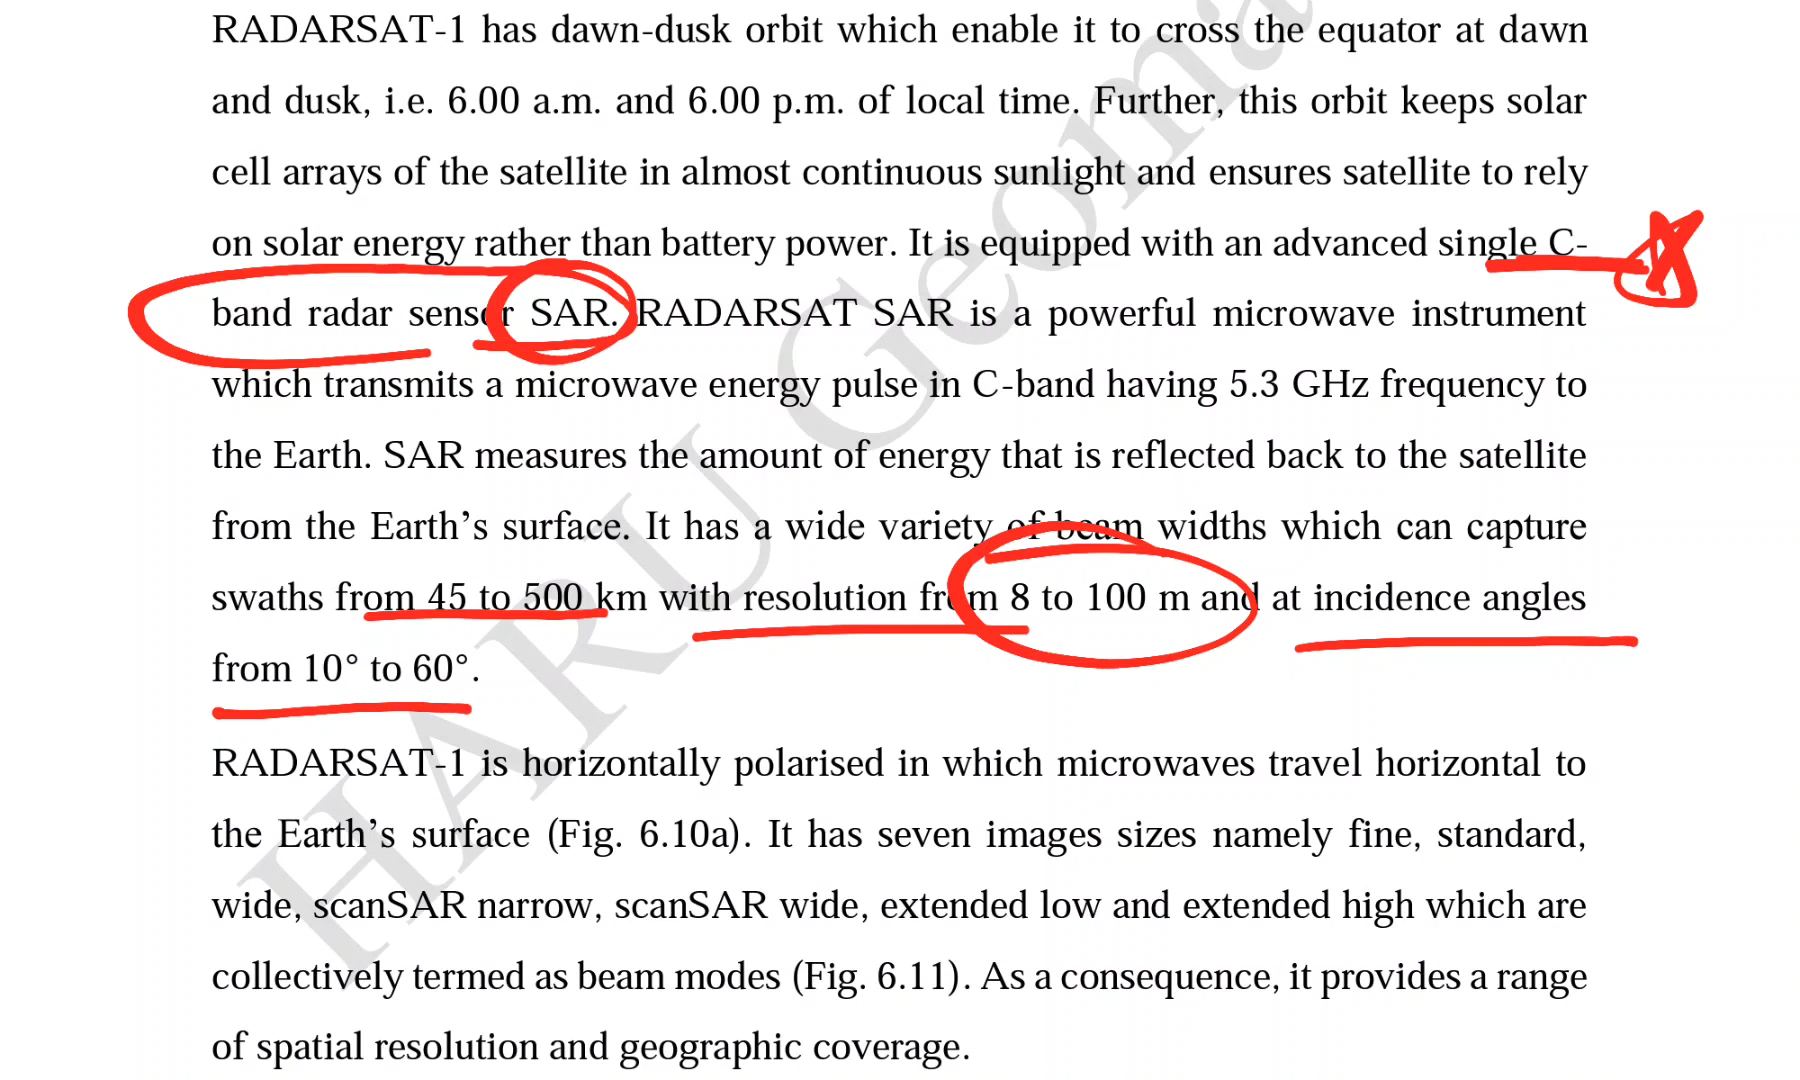 RADARSAT-1 has dawn-dusk orbit which enable it to cross the equator at dawn
and dusk, i.e. 6.00 a.m. and 6.00 p.m. of local time. Further, this orbit keeps solar
cell arrays of the satellite in almost continuous sunlight and ensures satellite to rely
on solar energy rather than battery power. It is equipped with an advanced single C-
band radar sensor SAR. RADARSAT SAR is a powerful microwave instrument
which transmits a microwave energy pulse in C-band having 5.3 GHz frequency to
the Earth. SAR measures the amount of energy that is reflected back to the satellite
from the Earth’s surface. It has a wide variety of beam widths which can capture
swaths from 45 to 500 km with resolution from 8 to 100 m and at incidence angles
from 10° to 60°.
RADARSAT-1 is horizontally polarised in which microwaves travel horizontal to
the Earth’s surface (Fig. 6.10a). It has seven images sizes namely fine, standard,
wide, scanSAR narrow, scanSAR wide, extended low and extended high which are
collectively termed as beam modes (Fig. 6.11). As a consequence, it provides a range
of spatial resolution and geographic coverage.
HARU Geoma